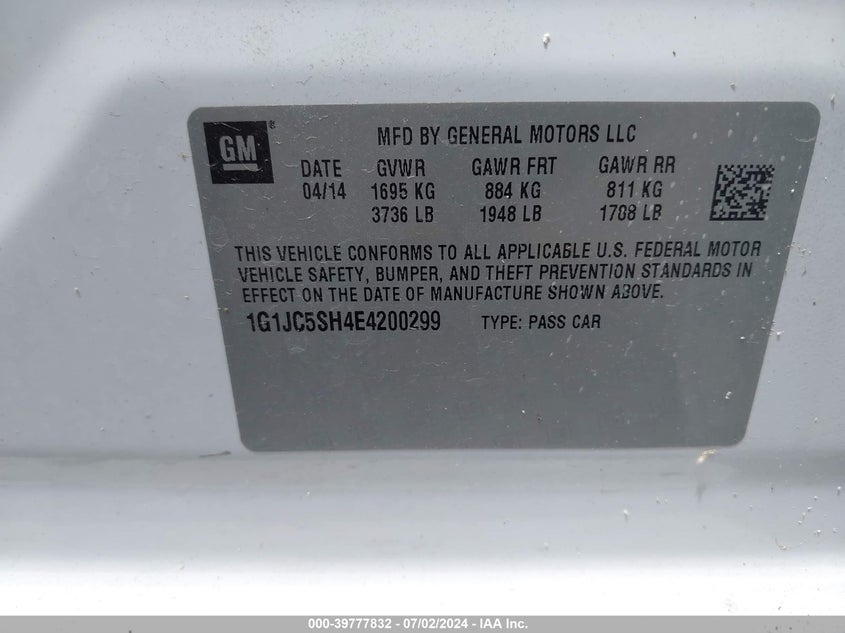 GM®
MFD BY GENERAL MOTORS LLC
DATE GVWR GAWR FRT GAWR RR
04/14 1695 KG 884 KG 811 KG
3736 LB 1948 LB 1788 LB
THIS VEHICLE CONFORMS TO ALL APPLICABLE U.S. FEDERAL MOTOR
VEHICLE SAFETY, BUMPER, AND THEFT PREVENTION STANDARDS IN
EFFECT ON THE DATE OF MANUFACTURE SHOWN ABOVE.
1G1JC5SH4E4200299 TYPE: PASS CAR
000-39777832 - 07/02/2024 - IAA Inc.